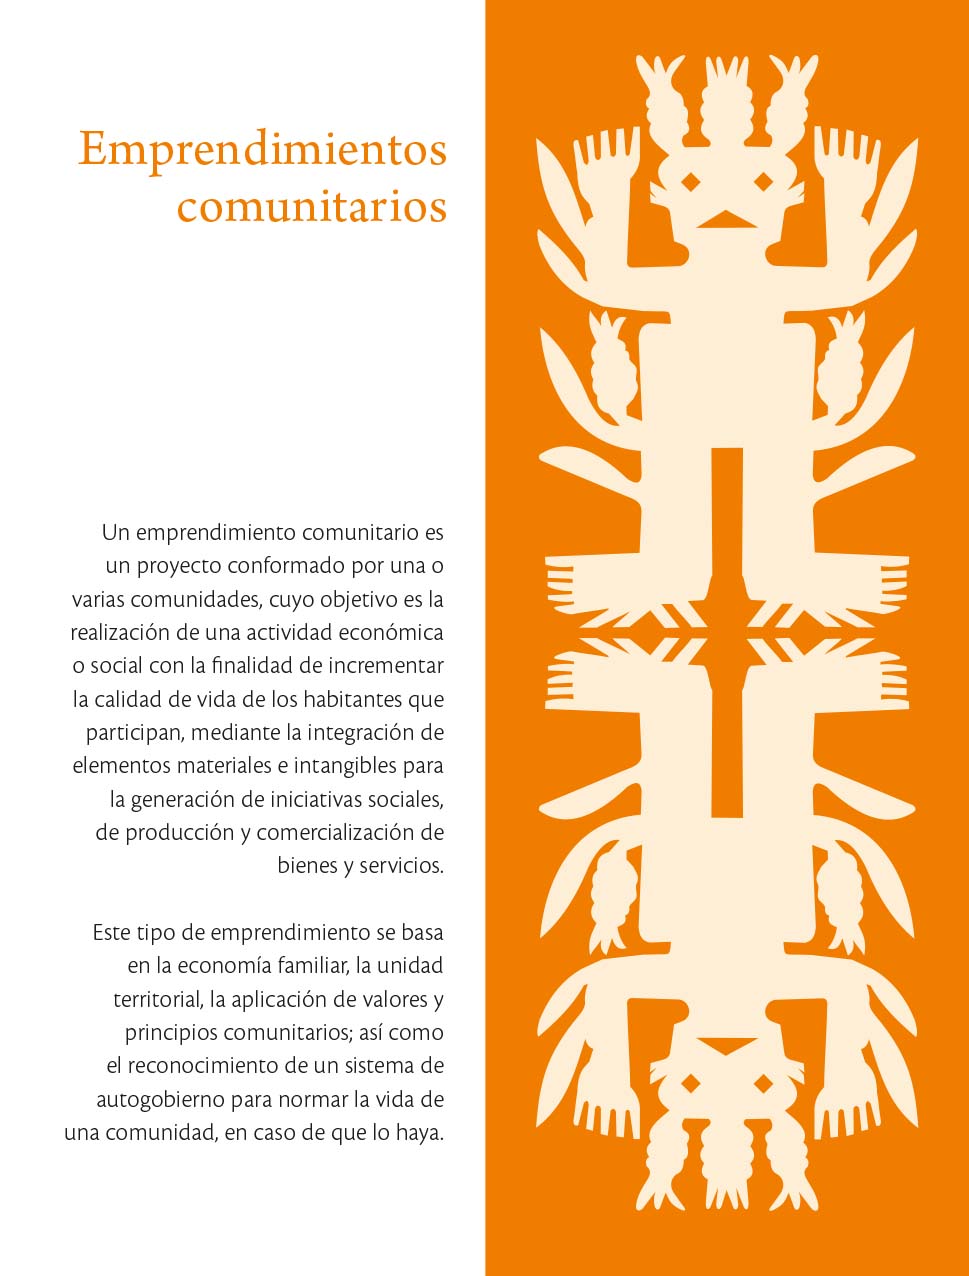 Emprendimientos
comunitarios
Un emprendimiento comunitario es
un proyecto conformado por una o
varias comunidades, cuyo objetivo es la
realización de una actividad económica
o social con la finalidad de incrementar
la calidad de vida de los habitantes que
participan, mediante la integración de
elementos materiales e intangibles para
la generación de iniciativas sociales,
de producción y comercialización de
bienes y servicios.
Este tipo de emprendimiento se basa
en la economía familiar, la unidad
territorial, la aplicación de valores y
principios comunitarios; así como
el reconocimiento de un sistema de
autogobierno para normar la vida de
una comunidad, en caso de que lo haya.